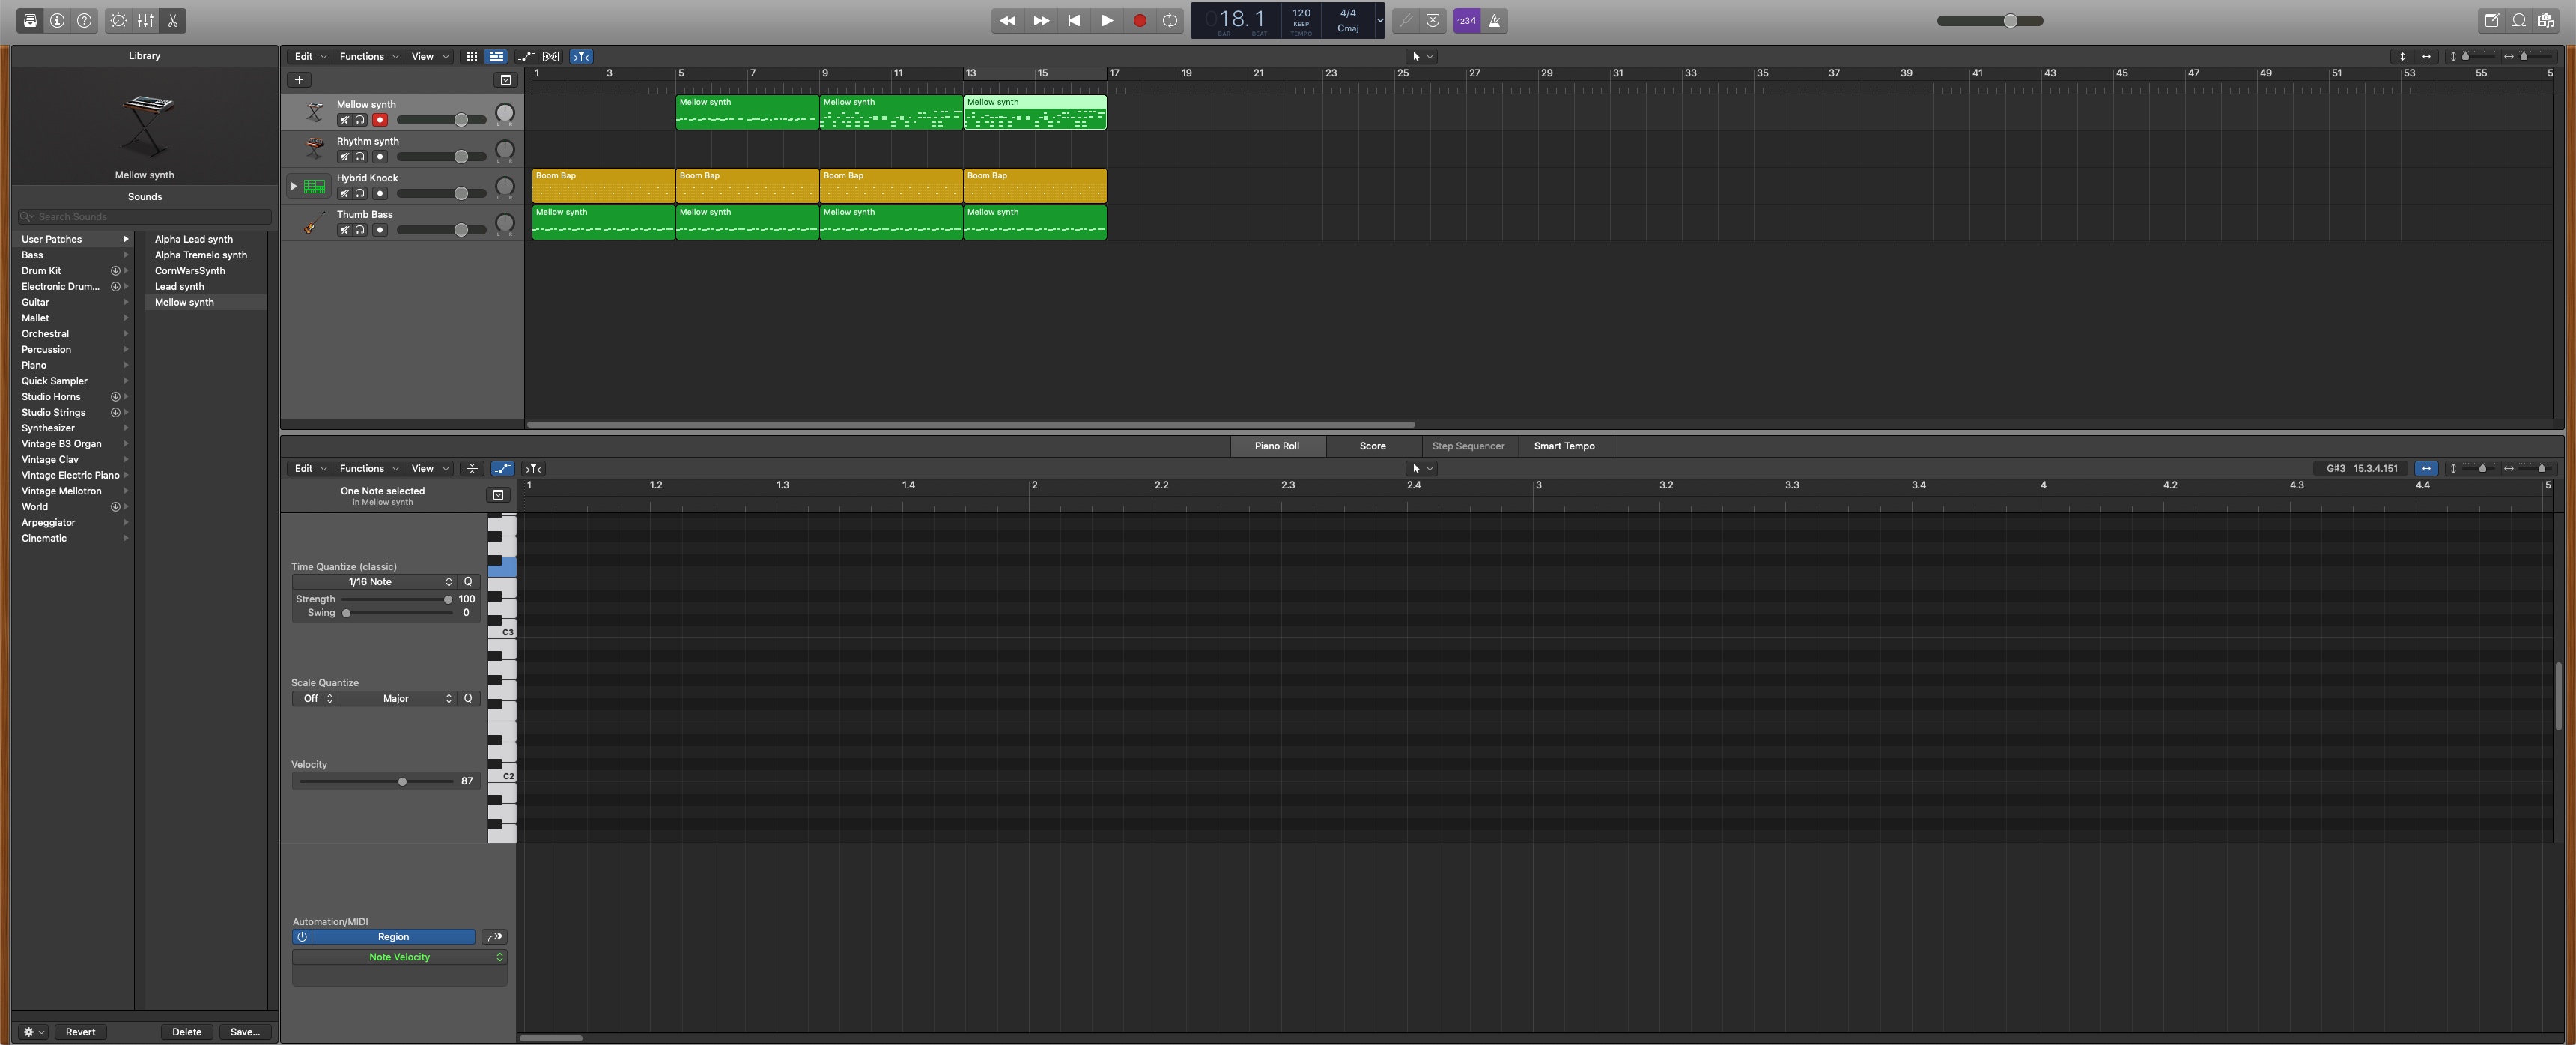 018.1
BAR
BEAT
120
KEEP
TEMPO
4/4
Cmaj
1234
Library
Mellow synth
Sounds
Search Sounds
User Patches
Bass
Drum Kit
Electronic Drum...
Guitar
Mallet
Orchestral
Percussion
Piano
Quick Sampler
Studio Horns
Studio Strings
Synthesizer
Vintage B3 Organ
Vintage Clav
Vintage Electric Piano
Vintage Mellotron
World
Arpeggiator
Cinematic
Alpha Lead synth
Alpha Tremelo synth
CornWarsSynth
Lead synth
Mellow synth
Revert
Delete
Save...
Edit
Functions
View
1 3 5 7 9 11 13 15 17 19 21 23 25 27 29 31 33 35 37 39 41 43 45 47 49 51 53 55 5
Mellow synth
L R
Mellow synth
Mellow synth
Mellow synth
Rhythm synth
L R
Hybrid Knock
L R
Boom Bap
Boom Bap
Boom Bap
Boom Bap
Thumb Bass
L R
Mellow synth
Mellow synth
Mellow synth
Mellow synth
Piano Roll
Score
Step Sequencer
Smart Tempo
Edit
Functions
View
G#3 15.3.4.151
One Note selected
in Mellow synth
1 1.2 1.3 1.4 2 2.2 2.3 2.4 3 3.2 3.3 3.4 4 4.2 4.3 4.4 5
Time Quantize (classic)
1/16 Note
Q
Strength
100
Swing
0
C3
Scale Quantize
Off
Major
Q
Velocity
87
C2
Automation/MIDI
Region
Note Velocity